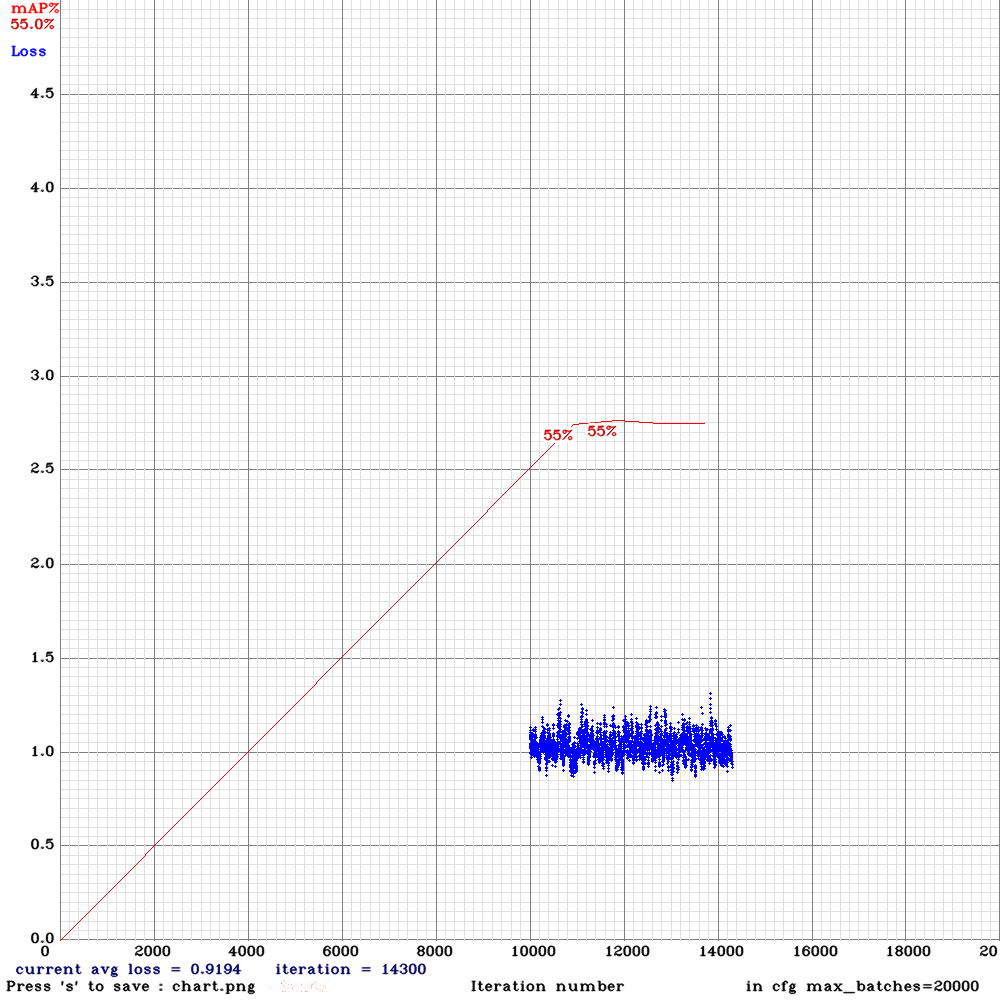 mAP%
55.0%
Loss
4.5
4.0
3.5
3.0
2.5
2.0
1.5
1.0
0.5
0.0
55%
55%
0 2000 4000 6000 8000 10000 12000 14000 16000 18000 20
current avg loss = 0.9194 iteration = 14300
Press 's' to save : chart.png - Saved
Iteration number
in cfg max_batches=20000